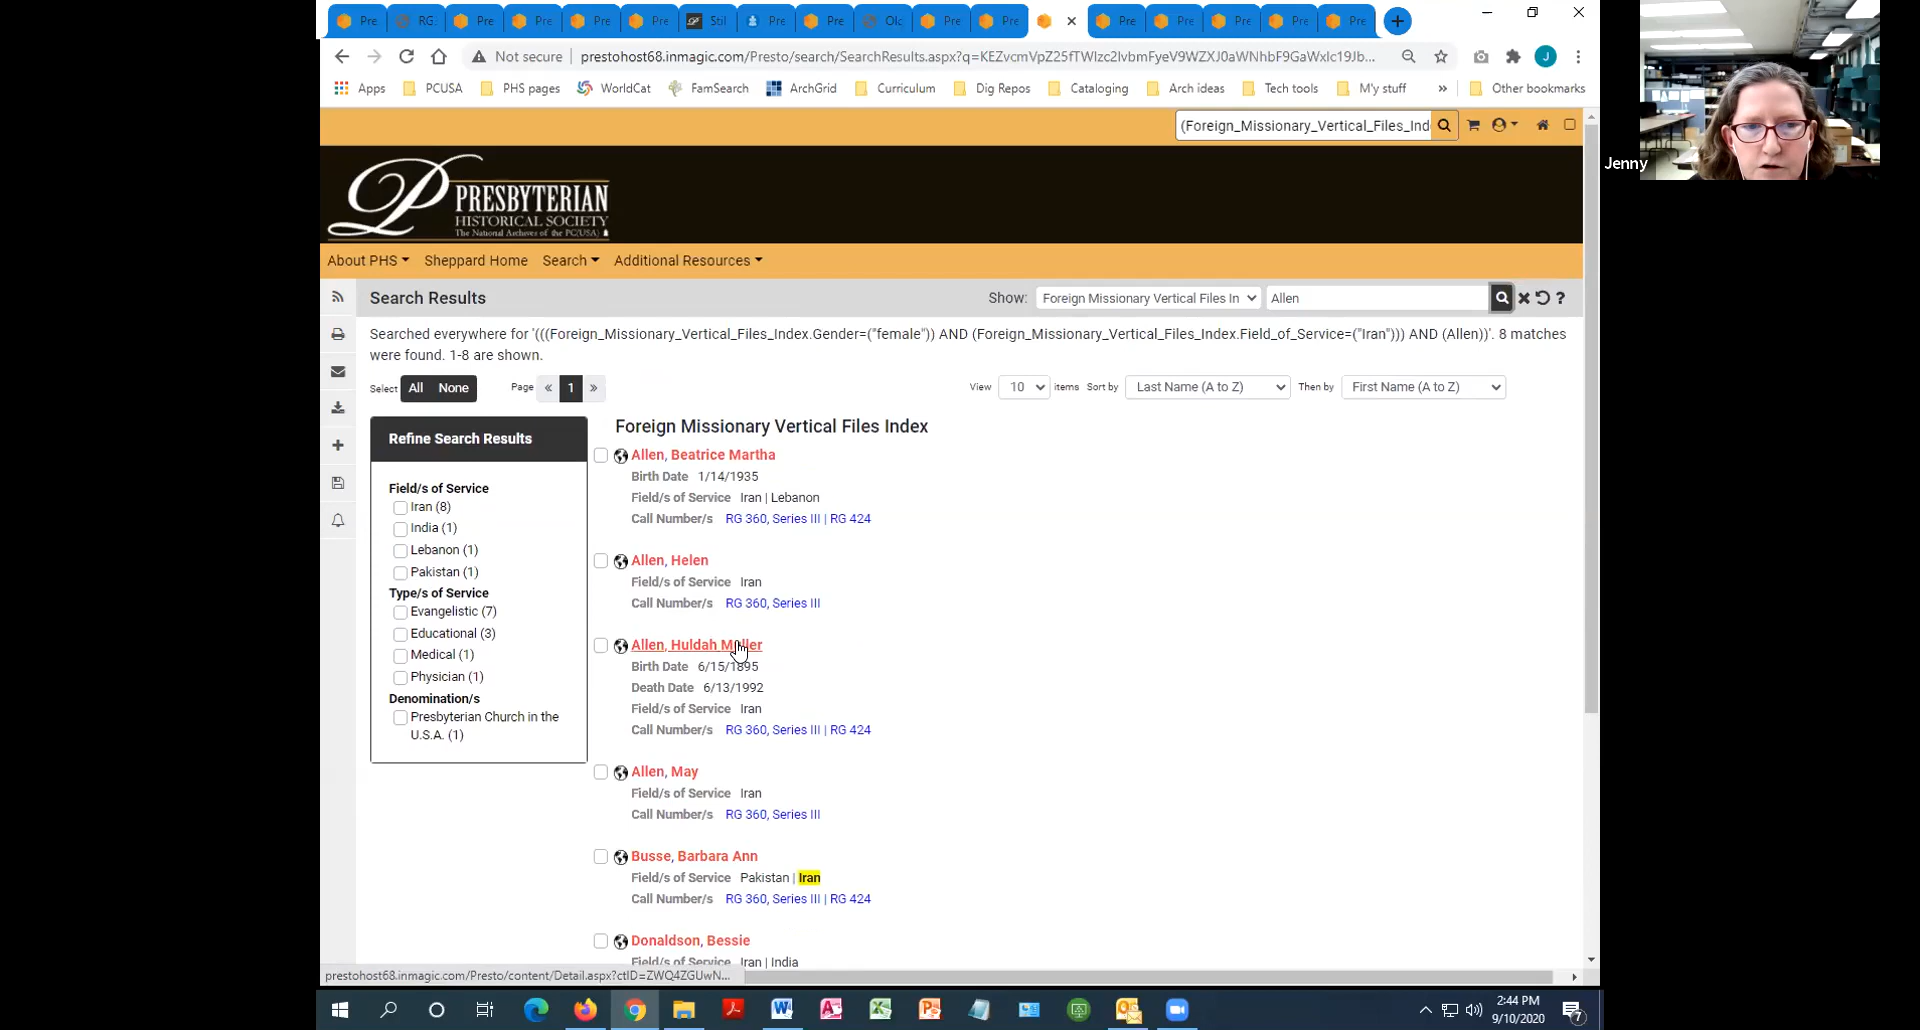 Pre
RG:
Pre
Pre
Pre
Pre
Stil
Pre
Pre
Olc
Pre
Pre
Pre
Pre
Pre
Pre
Pre
Not secure
prestohost68.inmagic.com/Presto/search/SearchResults.aspx?q=KEZvcmVpZ25fTWlzc2lvbmFyeV9WZXJ0aWNhbF9GaWxlc19Jb...
J
Apps PCUSA PHS pages WorldCat FamSearch ArchGrid Curriculum Dig Repos Cataloging Arch ideas Tech tools M'y stuff » Other bookmarks
(Foreign_Missionary_Vertical_Files_Ind
Jenny
PRESBYTERIAN
HISTORICAL SOCIETY
The National Archives of the PC(USA)
About PHS Sheppard Home Search Additional Resources
Search Results
Show: Foreign Missionary Vertical Files In Allen ?
Searched everywhere for '(((Foreign_Missionary_Vertical_Files_Index.Gender=("female")) AND (Foreign_Missionary_Vertical_Files_Index.Field_of_Service=("Iran"))) AND (Allen))'. 8 matches
were found. 1-8 are shown.
Select All None Page « 1 » View 10 items Sort by Last Name (A to Z) Then by First Name (A to Z)
Refine Search Results
Field/s of Service
Iran (8)
India (1)
Lebanon (1)
Pakistan (1)
Type/s of Service
Evangelistic (7)
Educational (3)
Medical (1)
Physician (1)
Denomination/s
Presbyterian Church in the
U.S.A. (1)
Foreign Missionary Vertical Files Index
Allen, Beatrice Martha
Birth Date 1/14/1935
Field/s of Service Iran | Lebanon
Call Number/s RG 360, Series III | RG 424
Allen, Helen
Field/s of Service Iran
Call Number/s RG 360, Series III
Allen, Huldah
Birth Date 6/15/1895
Death Date 6/13/1992
Field/s of Service Iran
Call Number/s RG 360, Series III | RG 424
Allen, May
Field/s of Service Iran
Call Number/s RG 360, Series III
Busse, Barbara Ann
Field/s of Service Pakistan | Iran
Call Number/s RG 360, Series III | RG 424
Donaldson, Bessie
Field/s of Service Iran | India
prestohost68.inmagic.com/Presto/content/Detail.aspx?ctID=ZWQ4ZGUwN...
2:44 PM
9/10/2020
7